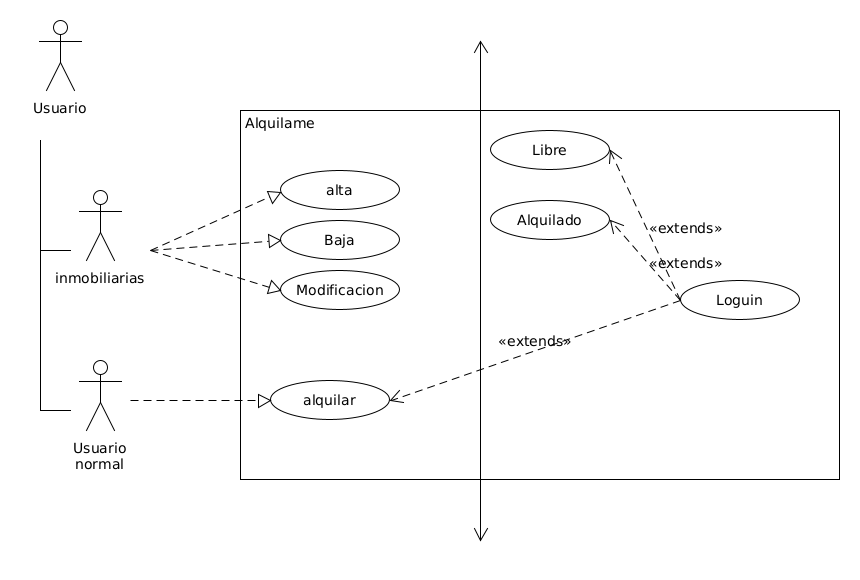 Usuario
Alquilame
Libre
alta
Alquilado
«extends»
Baja
«extends»
inmobiliarias
Modificacion
Loguin
«extends»
alquilar
Usuario
normal